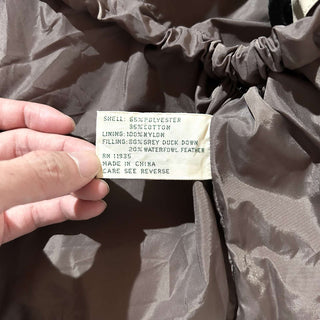 SHELL: 65% POLYESTER
35% COTTON
LINING: 100% NYLON
FILLING: 80% GREY DUCK DOWN
20% WATERFOWL FEATHER
RN 11935
MADE IN CHINA
CARE SEE REVERSE